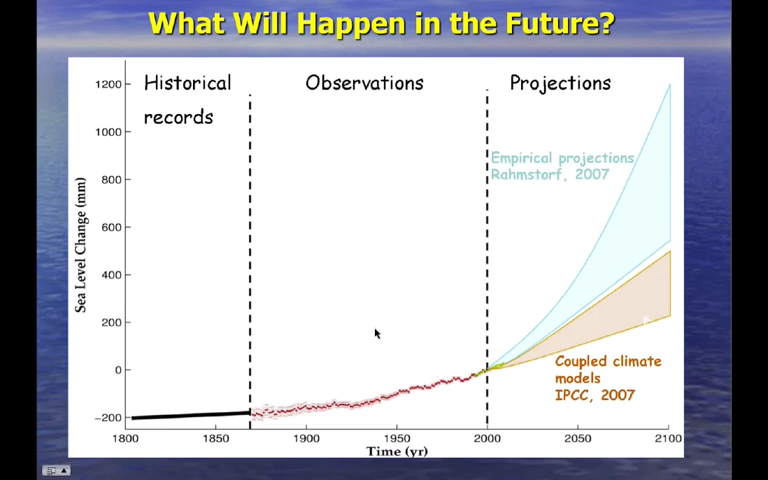 What Will Happen in the Future?
Historical
records
Observations
Projections
Empirical projections
Rahmstorf, 2007
Coupled climate
models
IPCC, 2007
Sea Level Change (mm)
1200
1000
800
600
400
200
0
−200
1800
1850
1900
1950
2000
2050
2100
Time (yr)